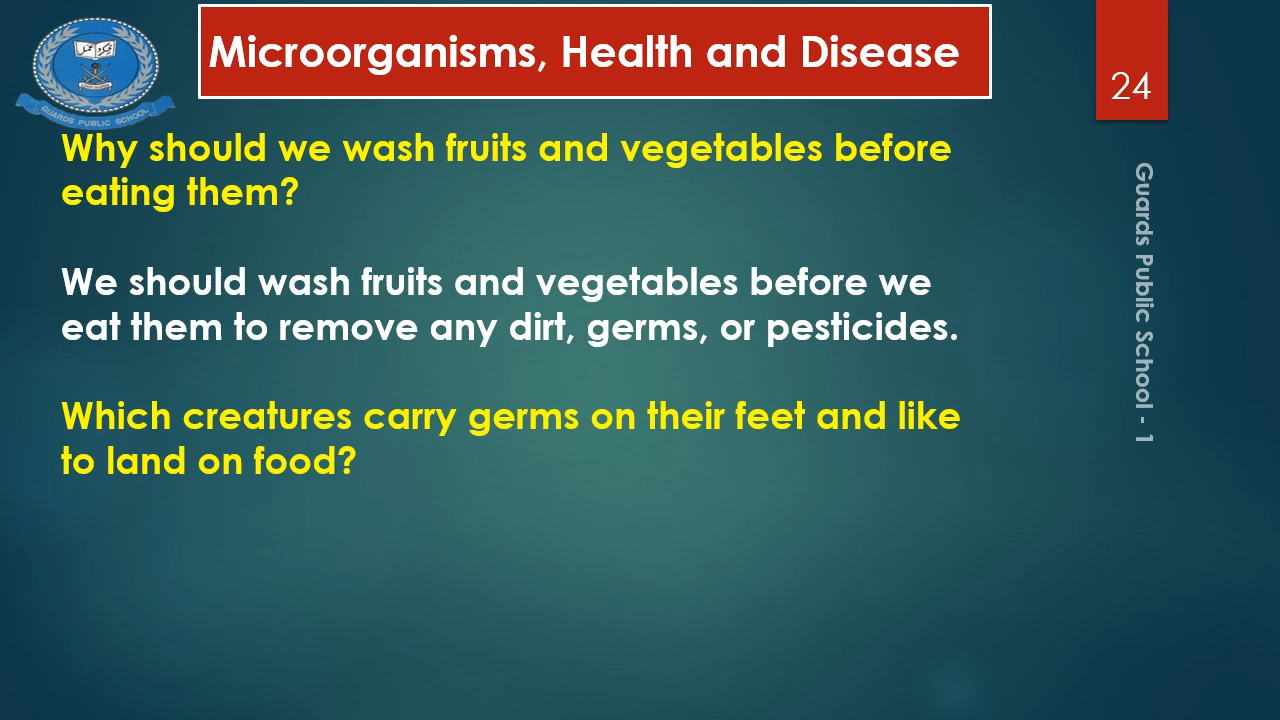 Microorganisms, Health and Disease
24
GUARDS PUBLIC SCHOOL
Why should we wash fruits and vegetables before
eating them?
We should wash fruits and vegetables before we
eat them to remove any dirt, germs, or pesticides.
Which creatures carry germs on their feet and like
to land on food?
Guards Public School - 1